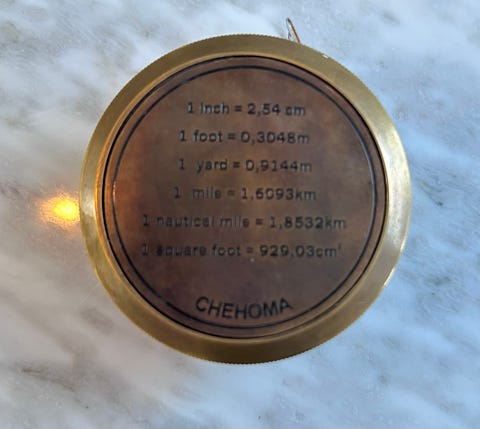 1 inch = 2,54 cm
1 foot = 0,3048m
1 yard = 0,9144m
1 mile = 1,6093km
1 nautical mile = 1,8532km
1 square foot = 929,03cm²
CHEHOMA